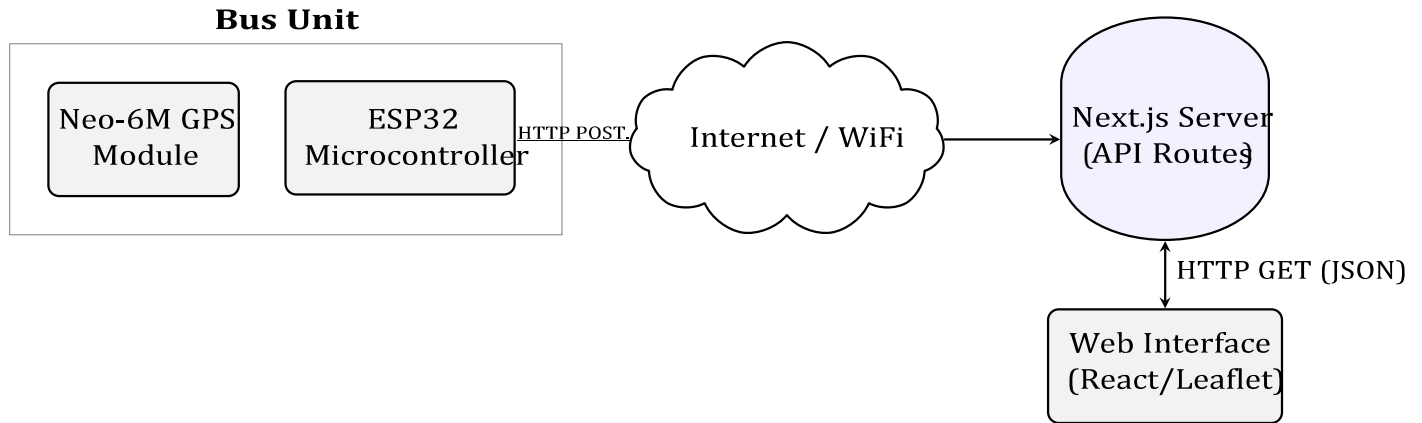 Bus Unit
Neo-6M GPS
Module
ESP32
Microcontroller
HTTP POST.
Internet / WiFi
Next.js Server
(API Routes)
HTTP GET (JSON)
Web Interface
(React/Leaflet)